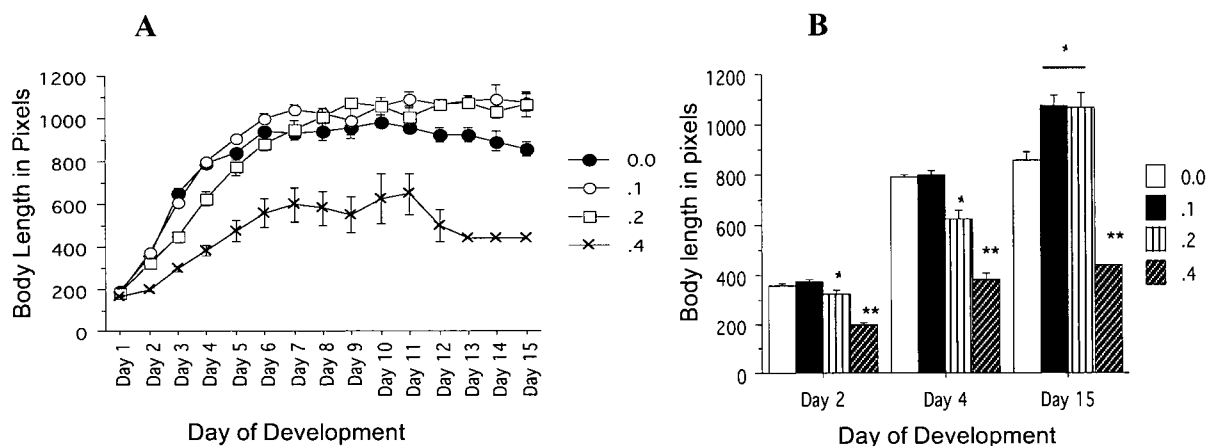 A
Body Length in Pixels
1200
1000
800
600
400
200
0
Day 1
Day 2
Day 3
Day 4
Day 5
Day 6
Day 7
Day 8
Day 9
Day 10
Day 11
Day 12
Day 13
Day 14
Day 15
Day of Development
0.0
.1
.2
.4
B
Body length in pixels
1200
1000
800
600
400
200
0
*
**
*
**
*
**
Day 2
Day 4
Day 15
Day of Development
0.0
.1
.2
.4